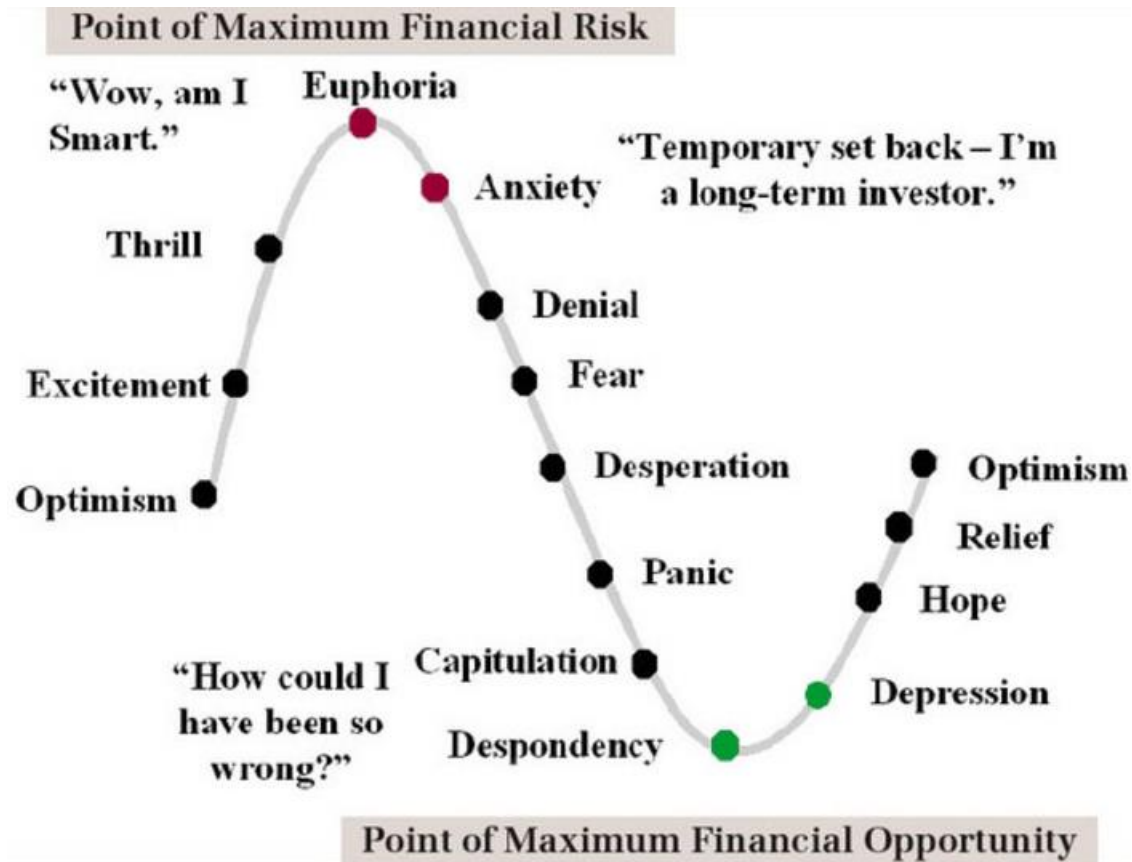 Point of Maximum Financial Risk
“Wow, am I
Smart.”
Euphoria
“Temporary set back – I’m
a long-term investor.”
Anxiety
Thrill
Denial
Fear
Excitement
Desperation
Optimism
Optimism
Relief
Panic
Hope
Capitulation
“How could I
have been so
wrong?”
Depression
Despondency
Point of Maximum Financial Opportunity